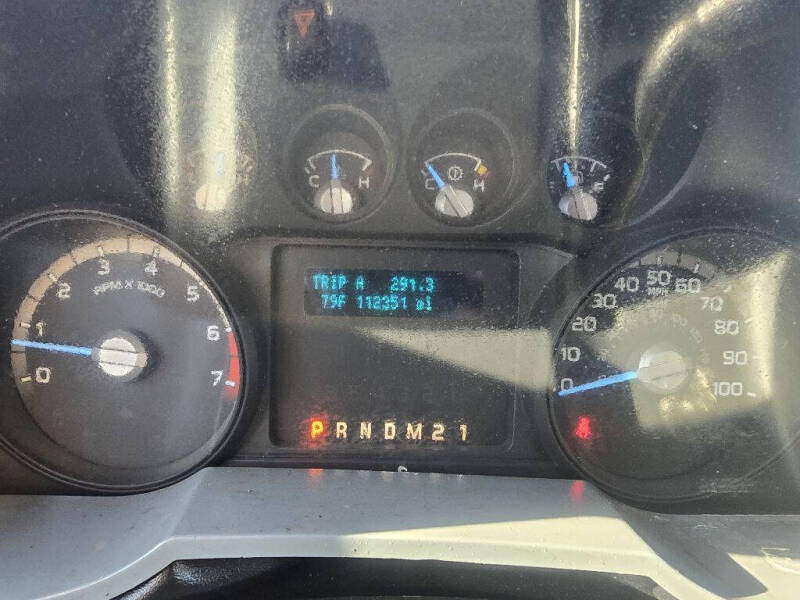 H
C H
C H
F
0 1 2 3 4 5 6 7
RPM X 1000
TRIP A 291.3
79F 112351 mi
P R N D M 2 1
0 10 20 30 40 50 60 70 80 90 100
MPH